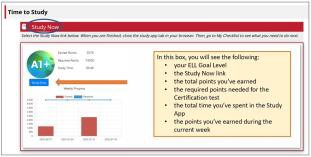 Time to Study
Study Now
Select the Study Now link below. When you are finished, close the study app tab in your browser. Then, go to My Checklist to see what you need to do next.
A1+
In this box, you will see the following:
• your ELL Goal Level
• the Study Now link
• the total points you've earned
• the required points needed for the
Certification test
• the total time you've spent in the Study
App
• the points you've earned during the
current week
Earned Points
Required Points
Study Time
Study Now
Weekly Progress